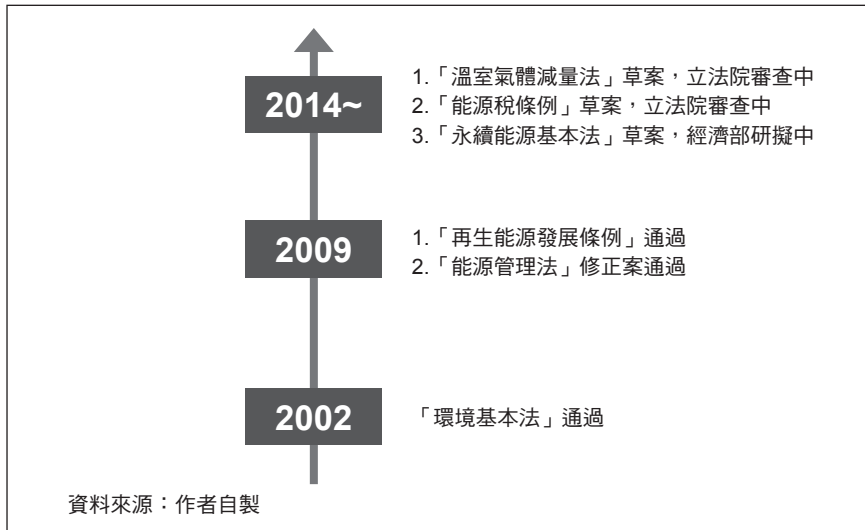 2014~
1.「溫室氣體減量法」草案，立法院審查中
2.「能源稅條例」草案，立法院審查中
3.「永續能源基本法」草案，經濟部研擬中
2009
1.「再生能源發展條例」通過
2.「能源管理法」修正案通過
2002
「環境基本法」通過
資料來源：作者自製